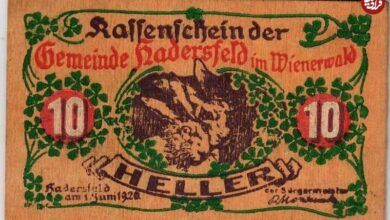 Kassenschein der
Gemeinde Hadersfeld im Wienerwald
10 10
HELLER
Hadersfeld
am 1. Juni 1920
der Bürgermeister